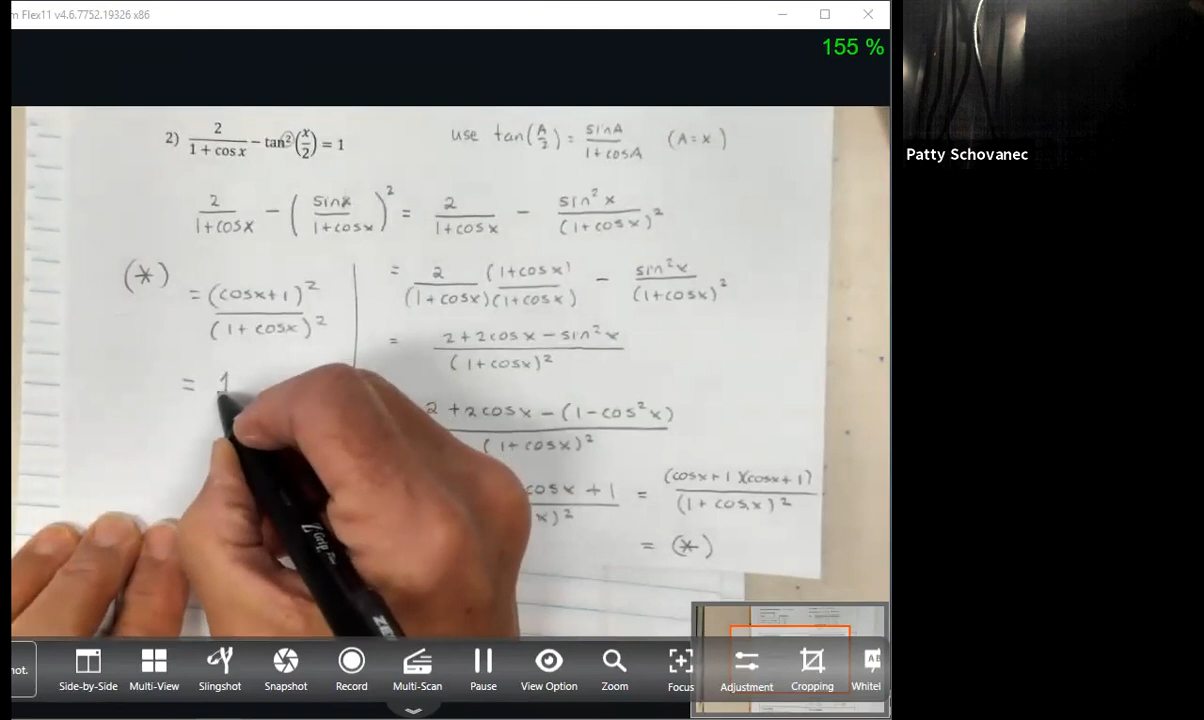 m Flex11 v4.6.7752.19326 x86
155 %
Patty Schovanec
2) 2/(1 + cos x) − tan²(x/2) = 1
use tan(A/2) = sinA/(1+cosA) (A=x)
2/(1+cosx) − (sinx/(1+cosx))² = 2/(1+cosx) − sin²x/(1+cosx)²
= 2/(1+cosx) (1+cosx)/(1+cosx) − sin²x/(1+cosx)²
= (2+2cosx−sin²x)/(1+cosx)²
2+2cosx−(1−cos²x)/(1+cosx)²
cosx+1/x)² = (cosx+1)(cosx+1)/(1+cosx)²
= (*)
(*)
= (cosx+1)²/(1+cosx)²
= 1
Z Grip
ZE
not.
Side-by-Side
Multi-View
Slingshot
Snapshot
Record
Multi-Scan
Pause
View Option
Zoom
Focus
Adjustment
Cropping
Whitel